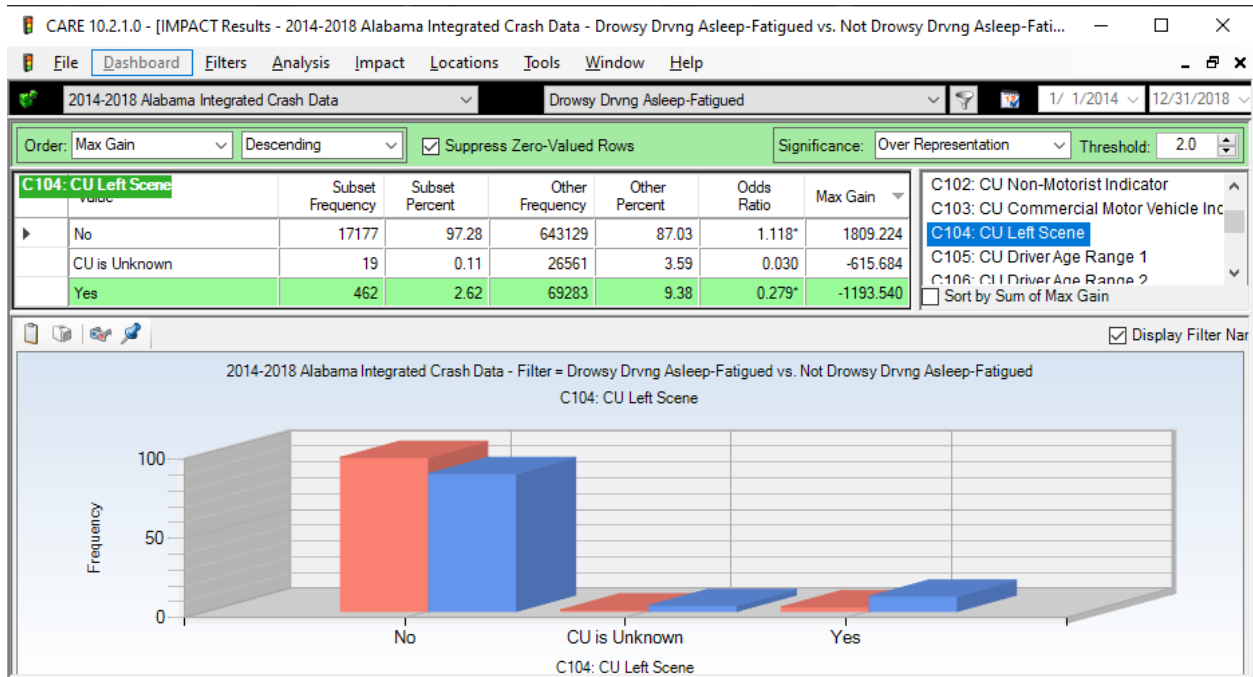 CARE 10.2.1.0 - [IMPACT Results - 2014-2018 Alabama Integrated Crash Data - Drowsy Drvng Asleep-Fatigued vs. Not Drowsy Drvng Asleep-Fati...
File Dashboard Filters Analysis Impact Locations Tools Window Help
2014-2018 Alabama Integrated Crash Data Drowsy Drvng Asleep-Fatigued 1/ 1/2014 12/31/2018
Order: Max Gain Descending Suppress Zero-Valued Rows Significance: Over Representation Threshold: 2.0
C104: CU Left Scene Subset Frequency Subset Percent Other Frequency Other Percent Odds Ratio Max Gain
No 17177 97.28 643129 87.03 1.118* 1809.224
CU is Unknown 19 0.11 26561 3.59 0.030 -615.684
Yes 462 2.62 69283 9.38 0.279* -1193.540
C102: CU Non-Motorist Indicator
C103: CU Commercial Motor Vehicle Inc
C104: CU Left Scene
C105: CU Driver Age Range 1
C106: CU Driver Age Range 2
Sort by Sum of Max Gain
Display Filter Nar
2014-2018 Alabama Integrated Crash Data - Filter = Drowsy Drvng Asleep-Fatigued vs. Not Drowsy Drvng Asleep-Fatigued
C104: CU Left Scene
100
50
0
Frequency
No CU is Unknown Yes
C104: CU Left Scene